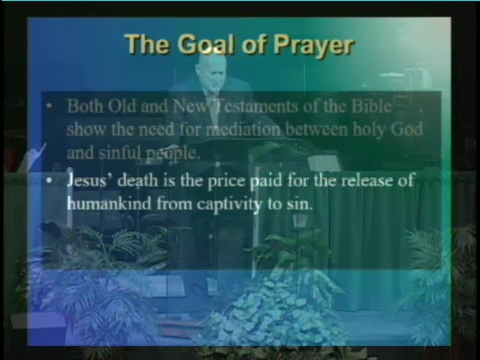 The Goal of Prayer
• Both Old and New Testaments of the Bible
show the need for mediation between holy God
and sinful people.
• Jesus' death is the price paid for the release of
humankind from captivity to sin.